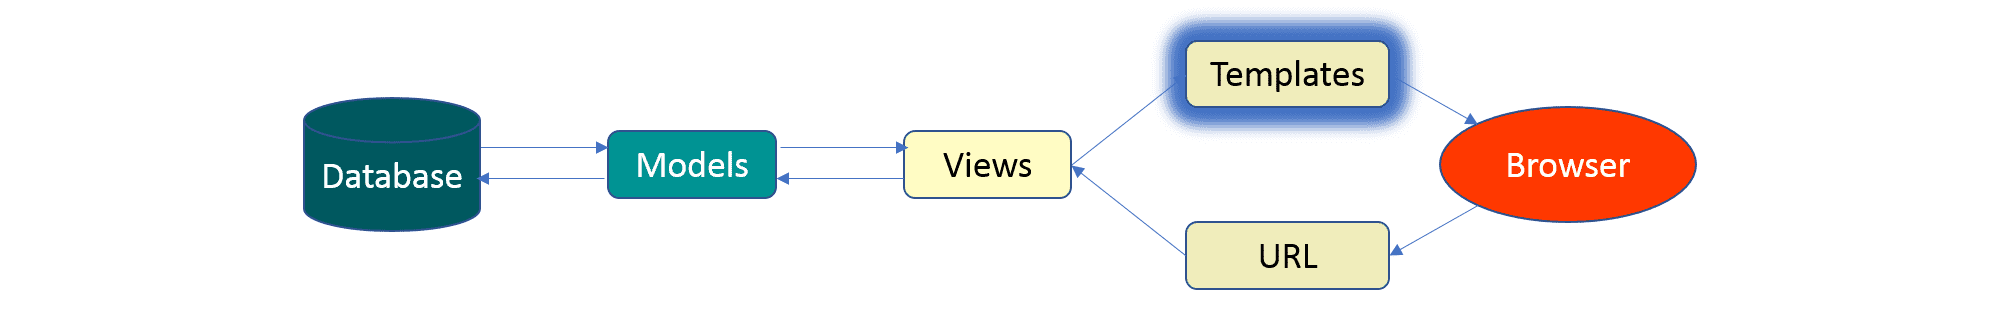 Templates
Database
Models
Views
Browser
URL